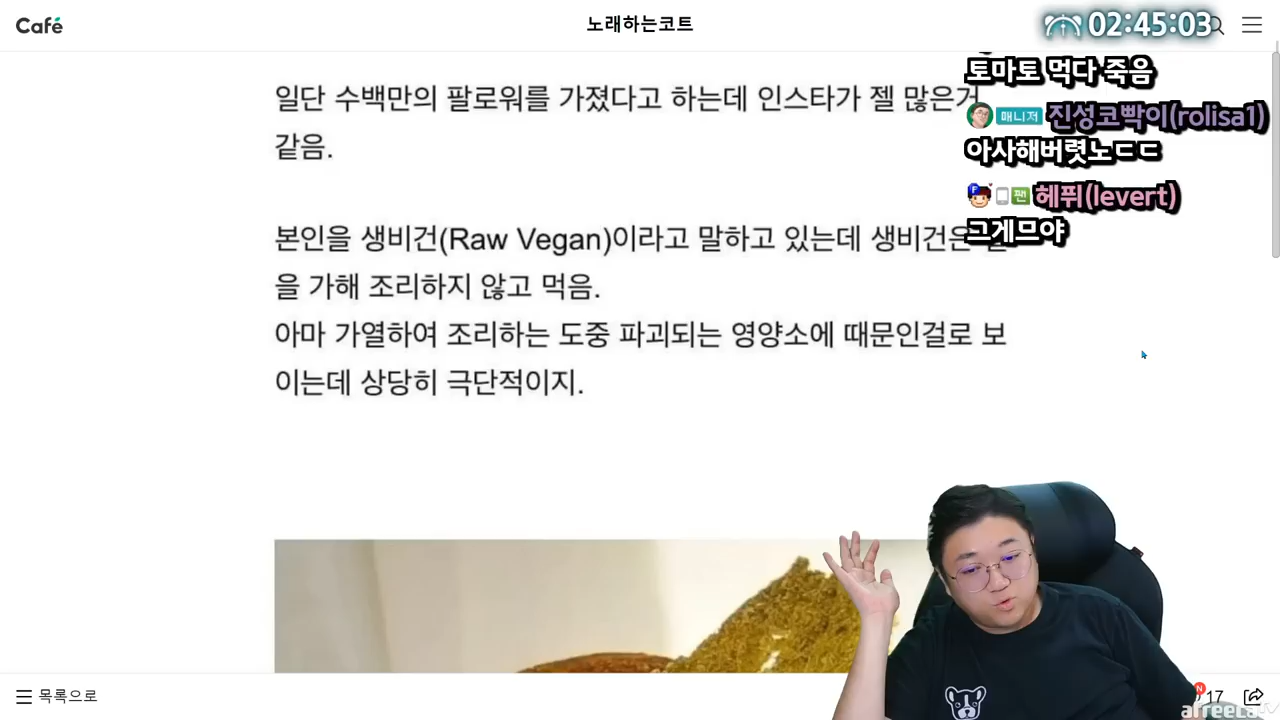 Café
노래하는코트
02:45:03
토마토 먹다 죽음
매니저 진성코빡이(rolisa1)
아사해버렷노ㄷㄷ
팬 헤퓌(levert)
그게므야
일단 수백만의 팔로워를 가졌다고 하는데 인스타가 젤 많은거
같음.
본인을 생비건(Raw Vegan)이라고 말하고 있는데 생비건은
을 가해 조리하지 않고 먹음.
아마 가열하여 조리하는 도중 파괴되는 영양소에 때문인걸로 보
이는데 상당히 극단적이지.
목록으로
N
17
afreecaTV